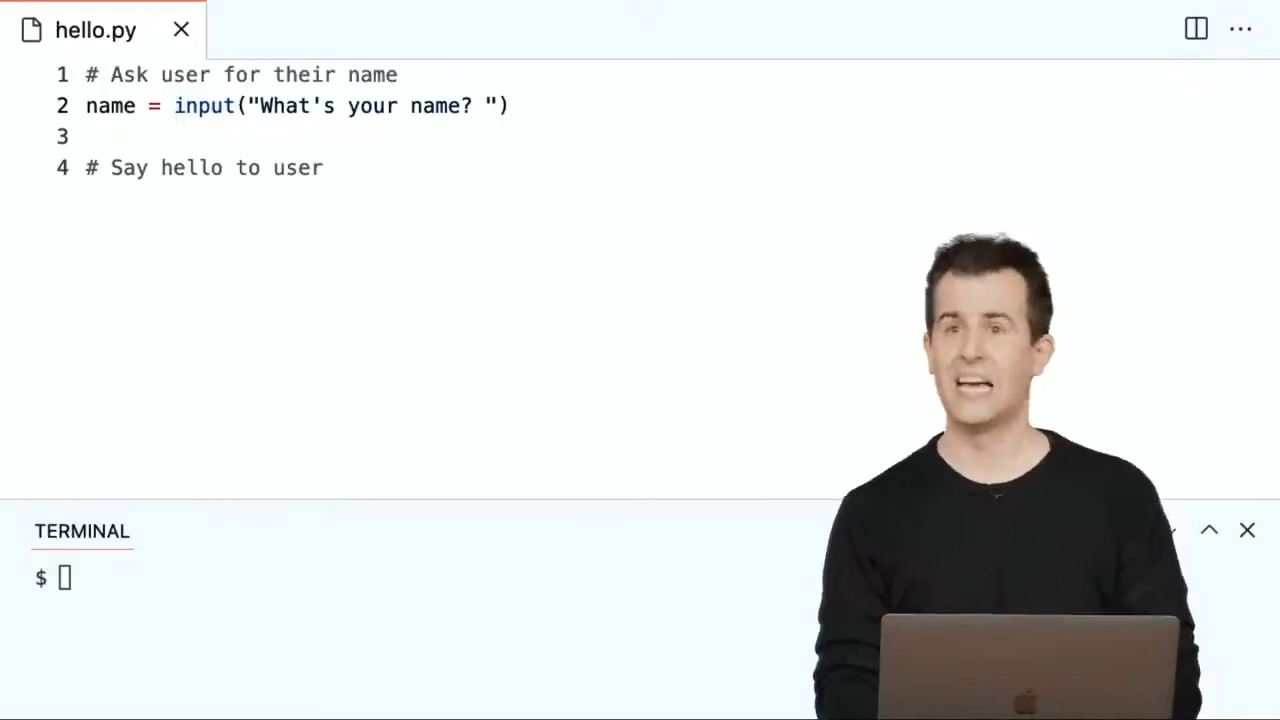 hello.py
1 # Ask user for their name
2 name = input("What's your name? ")
3
4 # Say hello to user
TERMINAL
$